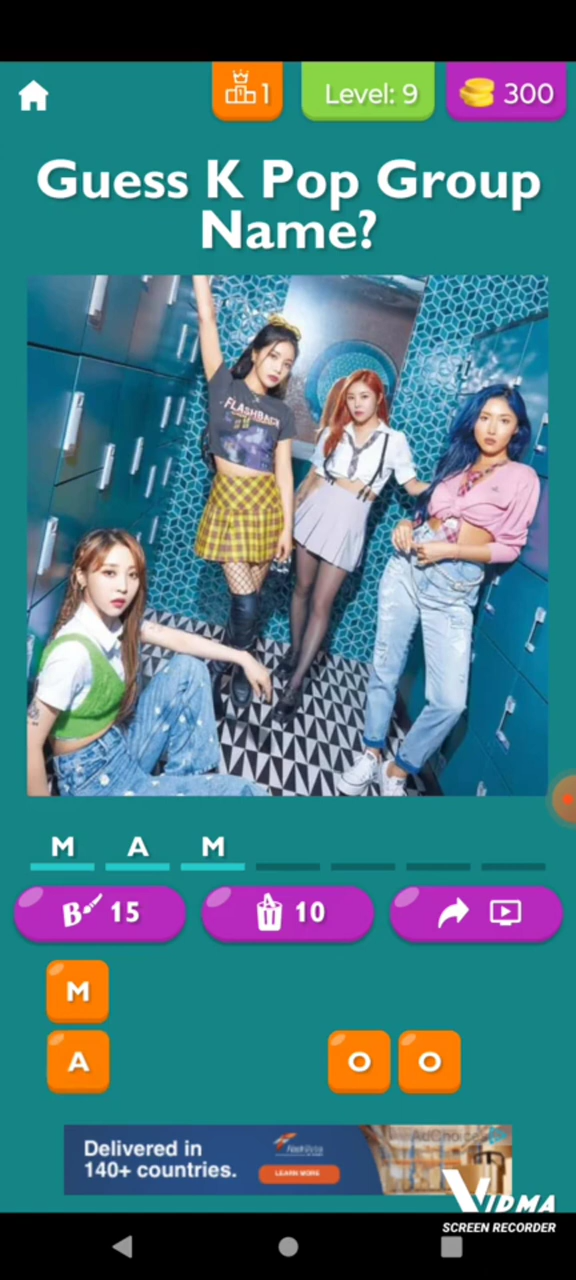 1
Level: 9
300
Guess K Pop Group
Name?
FLASHBACK
M A M
B 15
10
M
A O O
Delivered in
140+ countries.
LEARN MORE
AdChoices
VIDMA
SCREEN RECORDER